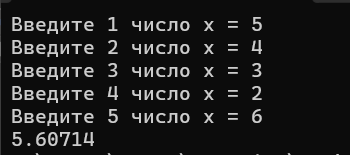 Введите 1 число x = 5
Введите 2 число x = 4
Введите 3 число x = 3
Введите 4 число x = 2
Введите 5 число x = 6
5.60714